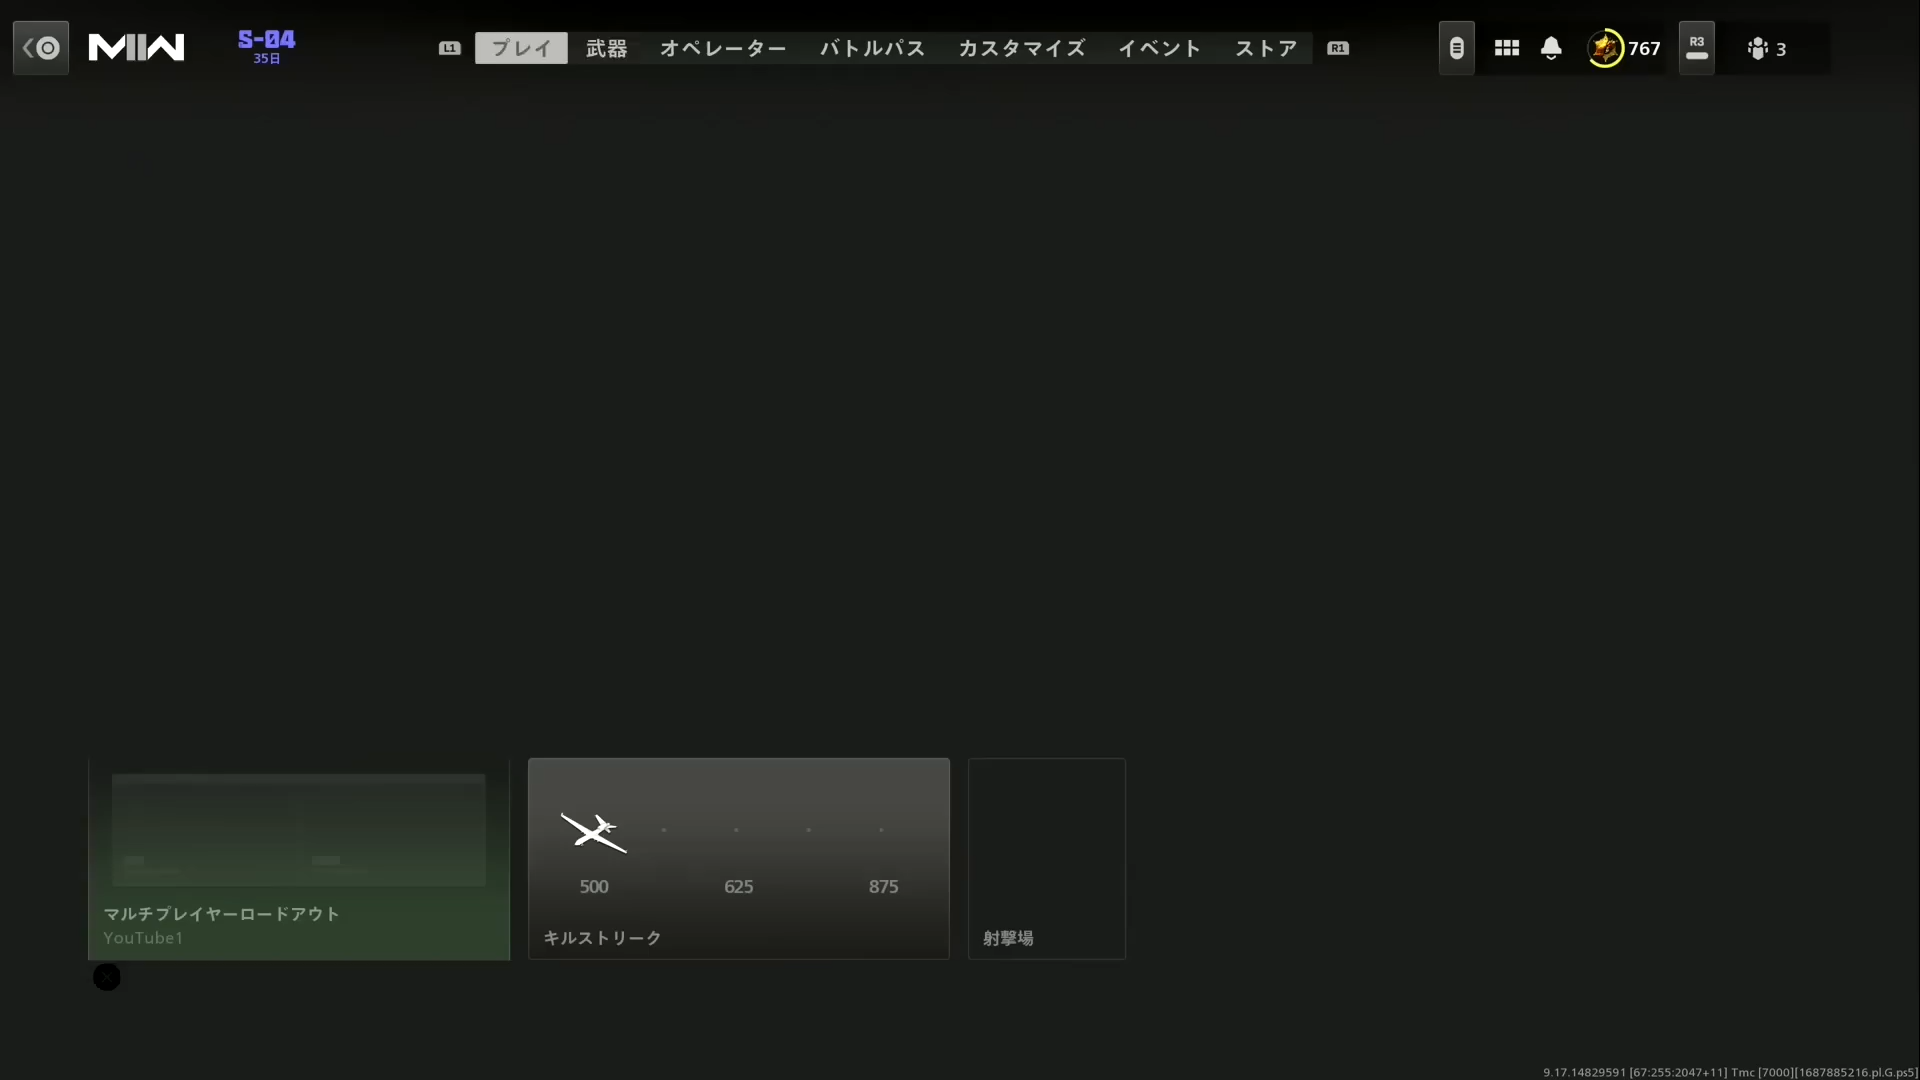 MWII
S-04
35日
L1
プレイ
武器
オペレーター
バトルパス
カスタマイズ
イベント
ストア
R1
767
R3
3
500
625
875
マルチプレイヤーロードアウト
YouTube1
キルストリーク
射撃場
9.17.14829591 [67:255:2047+11] Tmc [7000][1687885216.pl.G.ps5]